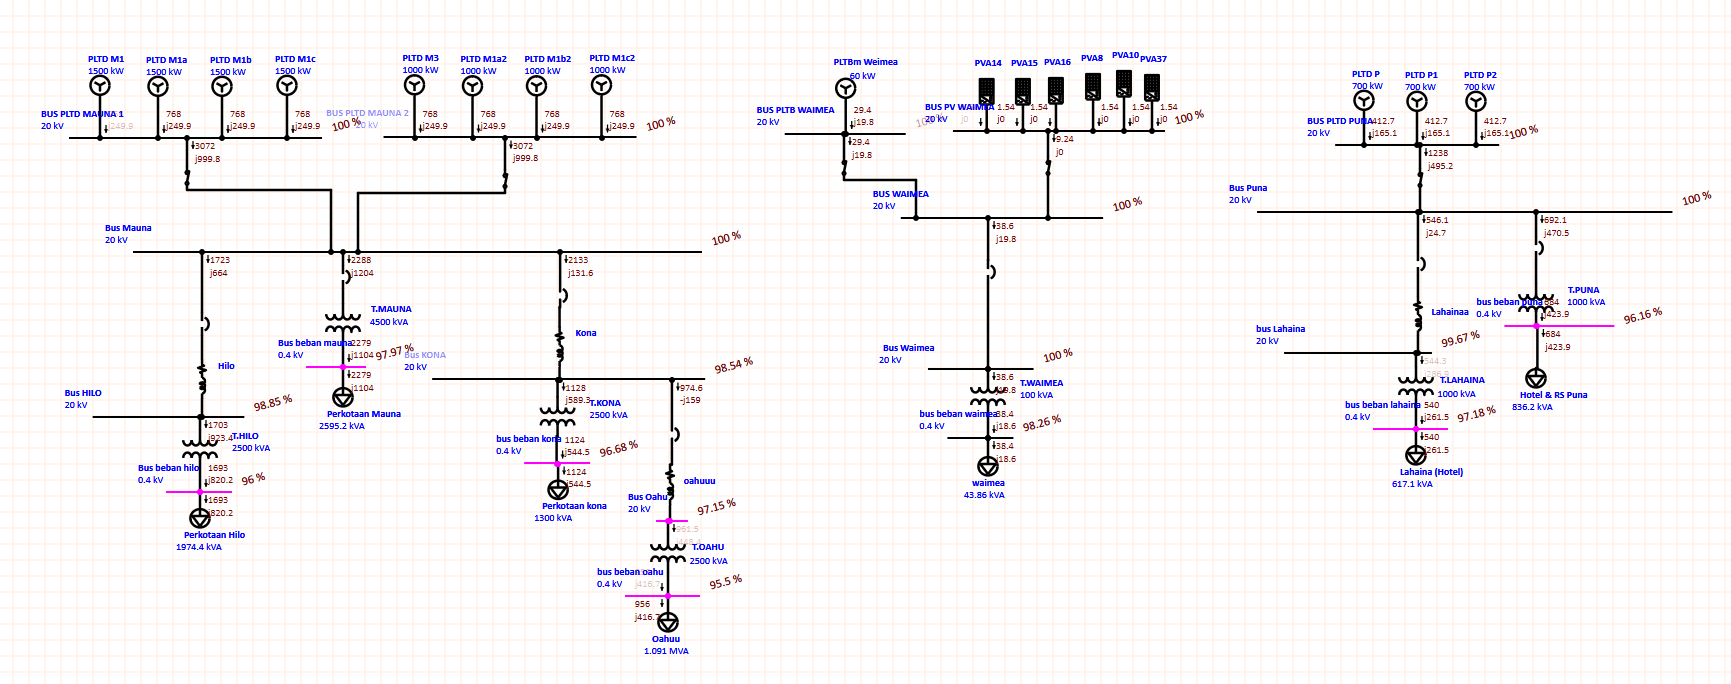 PLTD M1
1500 kW
PLTD M1a
1500 kW
PLTD M1b
1500 kW
PLTD M1c
1500 kW
BUS PLTD MAUNA 1
20 kV
j249.9
768
j249.9
768
j249.9
768
j249.9
100 %
3072
j999.8
PLTD M3
1000 kW
PLTD M1a2
1000 kW
PLTD M1b2
1000 kW
PLTD M1c2
1000 kW
BUS PLTD MAUNA 2
20 kV
768
j249.9
768
j249.9
768
j249.9
768
j249.9
100 %
3072
j999.8
Bus Mauna
20 kV
100 %
1723
j664
Hilo
Bus HILO
20 kV
98.85 %
1703
j923.4
T.HILO
2500 kVA
Bus beban hilo
0.4 kV
1693
j820.2
96 %
1693
j820.2
Perkotaan Hilo
1974.4 kVA
2288
j1204
T.MAUNA
4500 kVA
Bus beban mauna
0.4 kV
2279
j1104
97.97 %
2279
j1104
Perkotaan Mauna
2595.2 kVA
2133
j131.6
Kona
Bus KONA
20 kV
98.54 %
1128
j589.3
T.KONA
2500 kVA
bus beban kona
0.4 kV
1124
j544.5
96.68 %
1124
j544.5
Perkotaan kona
1300 kVA
974.6
-j159
oahuuu
Bus Oahu
20 kV
97.15 %
961.5
T.OAHU
2500 kVA
bus beban oahu
0.4 kV
j416.7
95.5 %
956
j416.7
Oahuu
1.091 MVA
PLTBm Weimea
60 kW
BUS PLTB WAIMEA
20 kV
29.4
j19.8
29.4
j19.8
PVA14
PVA15
PVA16
PVA8
PVA10
PVA37
BUS PV WAIMEA
20 kV
j0
1.54
j0
1.54
j0
1.54
j0
1.54
j0
1.54
j0
100 %
9.24
j0
BUS WAIMEA
20 kV
100 %
38.6
j19.8
Bus Waimea
20 kV
100 %
38.6
j19.8
T.WAIMEA
100 kVA
bus beban waimea
0.4 kV
38.4
j18.6
98.26 %
38.4
j18.6
waimea
43.86 kVA
PLTD P
700 kW
PLTD P1
700 kW
PLTD P2
700 kW
BUS PLTD PUNA
20 kV
412.7
j165.1
412.7
j165.1
412.7
j165.1
100 %
1238
j495.2
Bus Puna
20 kV
100 %
546.1
j24.7
Lahainaa
bus Lahaina
20 kV
99.67 %
544.3
T.LAHAINA
1000 kVA
bus beban lahaina
0.4 kV
540
j261.5
97.18 %
540
j261.5
Lahaina (Hotel)
617.1 kVA
692.1
j470.5
T.PUNA
1000 kVA
bus beban puna
0.4 kV
684
j423.9
96.16 %
684
j423.9
Hotel & RS Puna
836.2 kVA